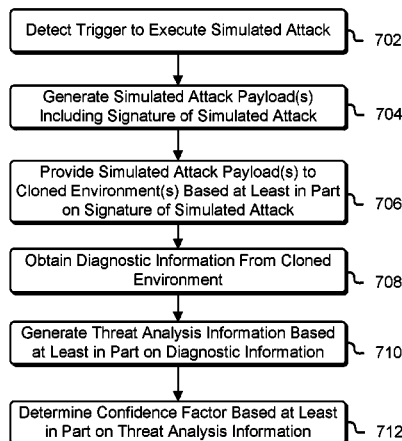 Detect Trigger to Execute Simulated Attack
702
Generate Simulated Attack Payload(s)
Including Signature of Simulated Attack
704
Provide Simulated Attack Payload(s) to
Cloned Environment(s) Based at Least in Part
on Signature of Simulated Attack
706
Obtain Diagnostic Information From Cloned
Environment
708
Generate Threat Analysis Information Based
at Least in Part on Diagnostic Information
710
Determine Confidence Factor Based at Least
in Part on Threat Analysis Information
712